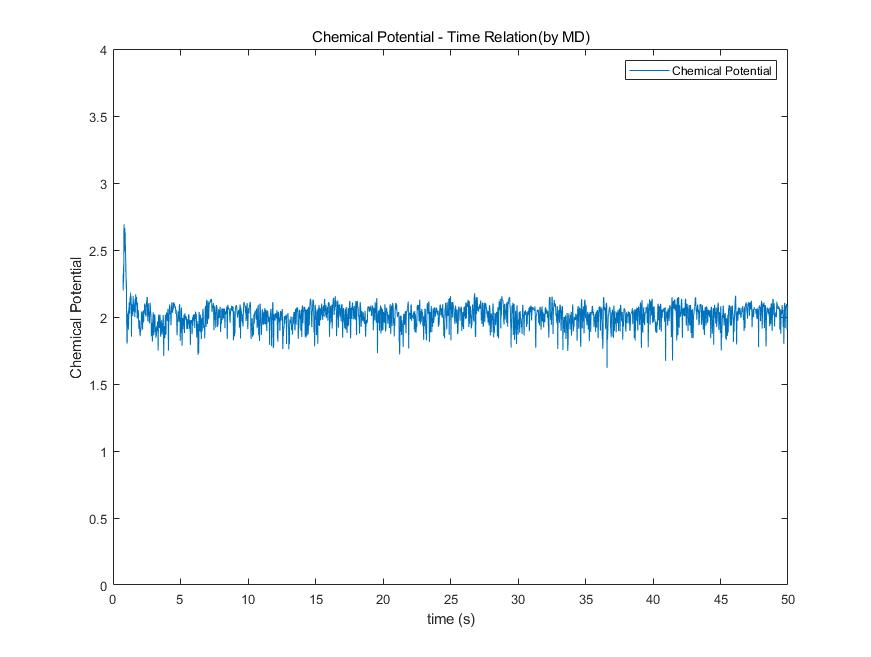 Chemical Potential - Time Relation(by MD)
Chemical Potential
4
3.5
3
2.5
2
1.5
1
0.5
0
Chemical Potential
0 5 10 15 20 25 30 35 40 45 50
time (s)